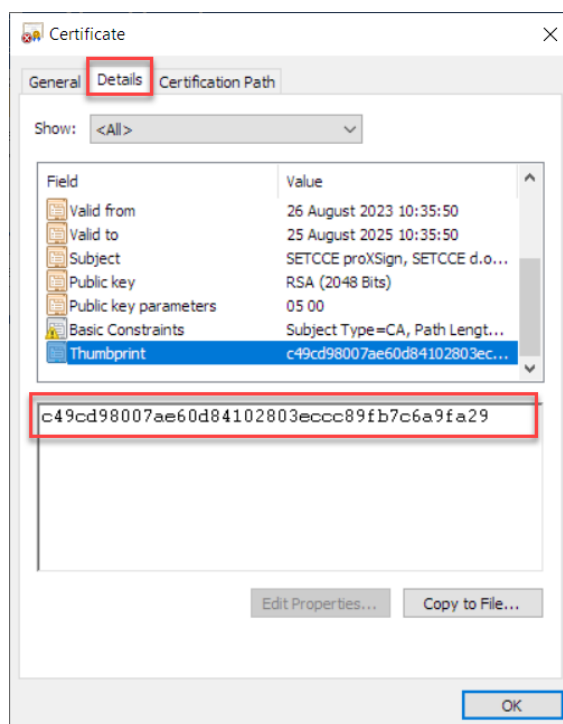 Certificate
General Details Certification Path
Show: <All>
Field Value
Valid from 26 August 2023 10:35:50
Valid to 25 August 2025 10:35:50
Subject SETCCE proXSign, SETCCE d.o...
Public key RSA (2048 Bits)
Public key parameters 05 00
Basic Constraints Subject Type=CA, Path Lengt...
Thumbprint c49cd98007ae60d84102803ec...
c49cd98007ae60d84102803eccc89fb7c6a9fa29
Edit Properties... Copy to File...
OK